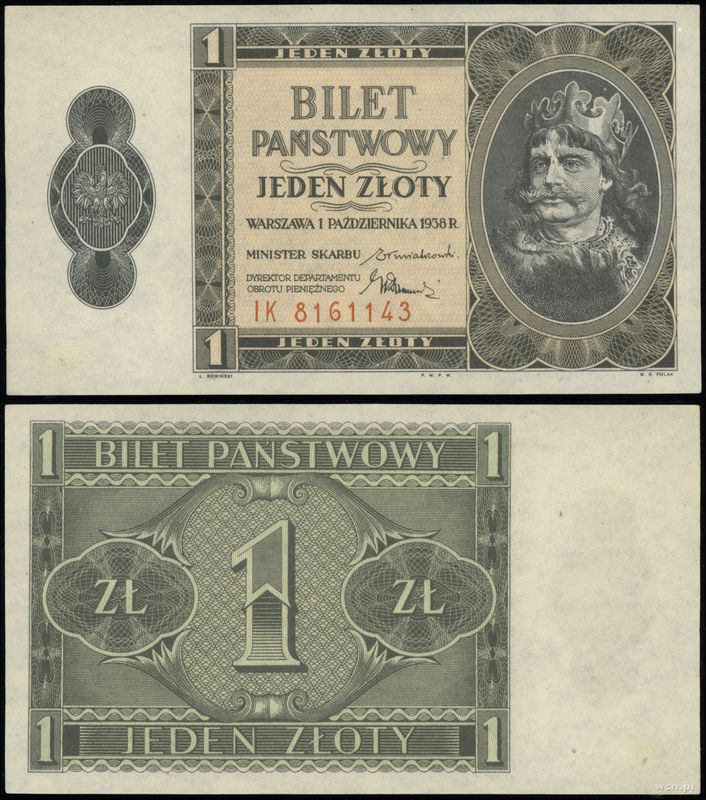 1
JEDEN ZŁOTY
BILET
PAŃSTWOWY
JEDEN ZŁOTY
WARSZAWA 1 PAŹDZIERNIKA 1938 R.
MINISTER SKARBU
DYREKTOR DEPARTAMENTU
OBROTU PIENIĘŻNEGO
IK 8161143
1
JEDEN ZŁOTY
Ł. SOWIŃSKI
P. W. P. W.
W. R. POLAK
1
BILET PAŃSTWOWY
1
ZŁ
1
ZŁ
1
JEDEN ZŁOTY
1
wcn.pl